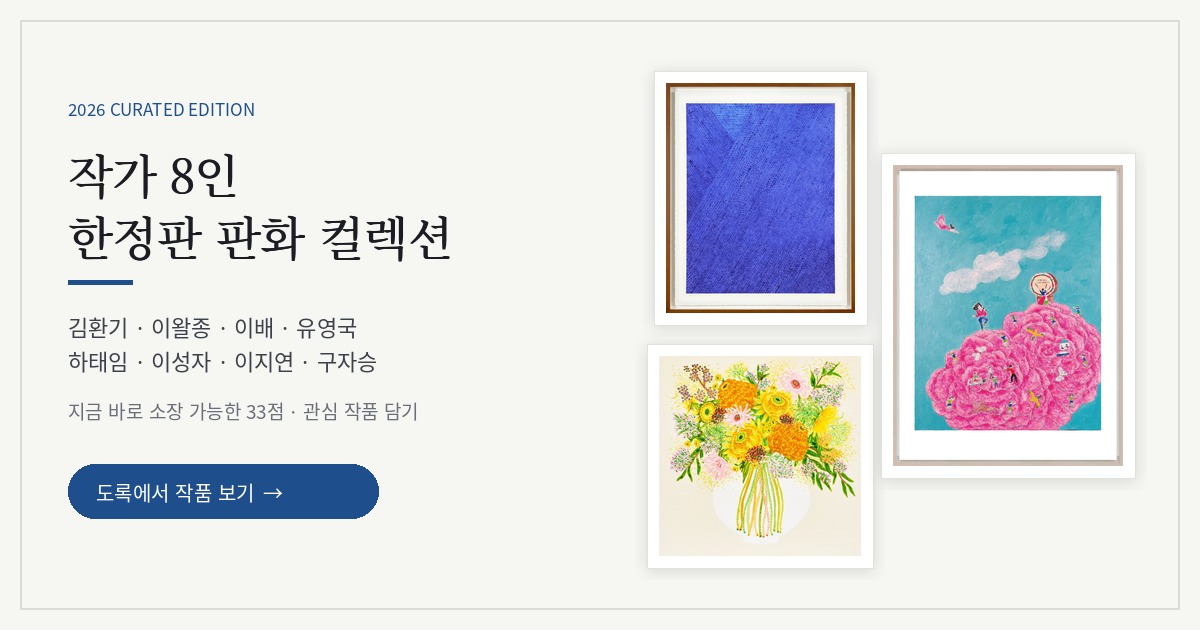 2026 CURATED EDITION
작가 8인
한정판 판화 컬렉션
김환기 · 이왈종 · 이배 · 유영국
하태임 · 이성자 · 이지연 · 구자승
지금 바로 소장 가능한 33점 · 관심 작품 담기
도록에서 작품 보기 →